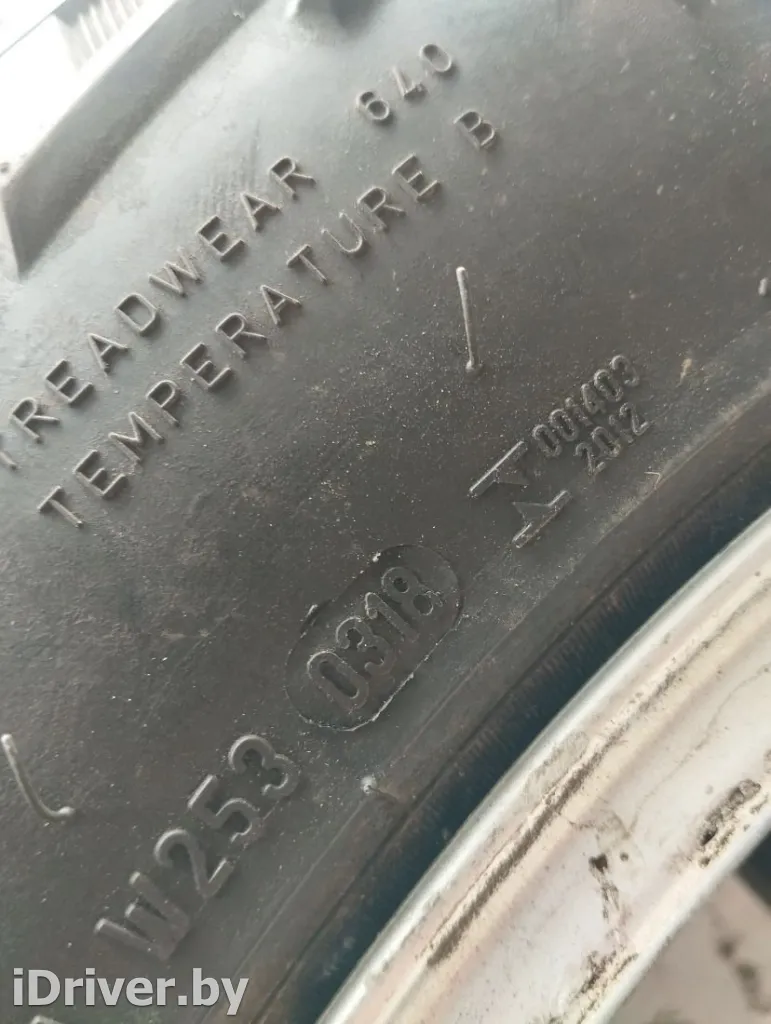 TREADWEAR 640
TEMPERATURE B
001403
2012
0318
W253
iDriver.by